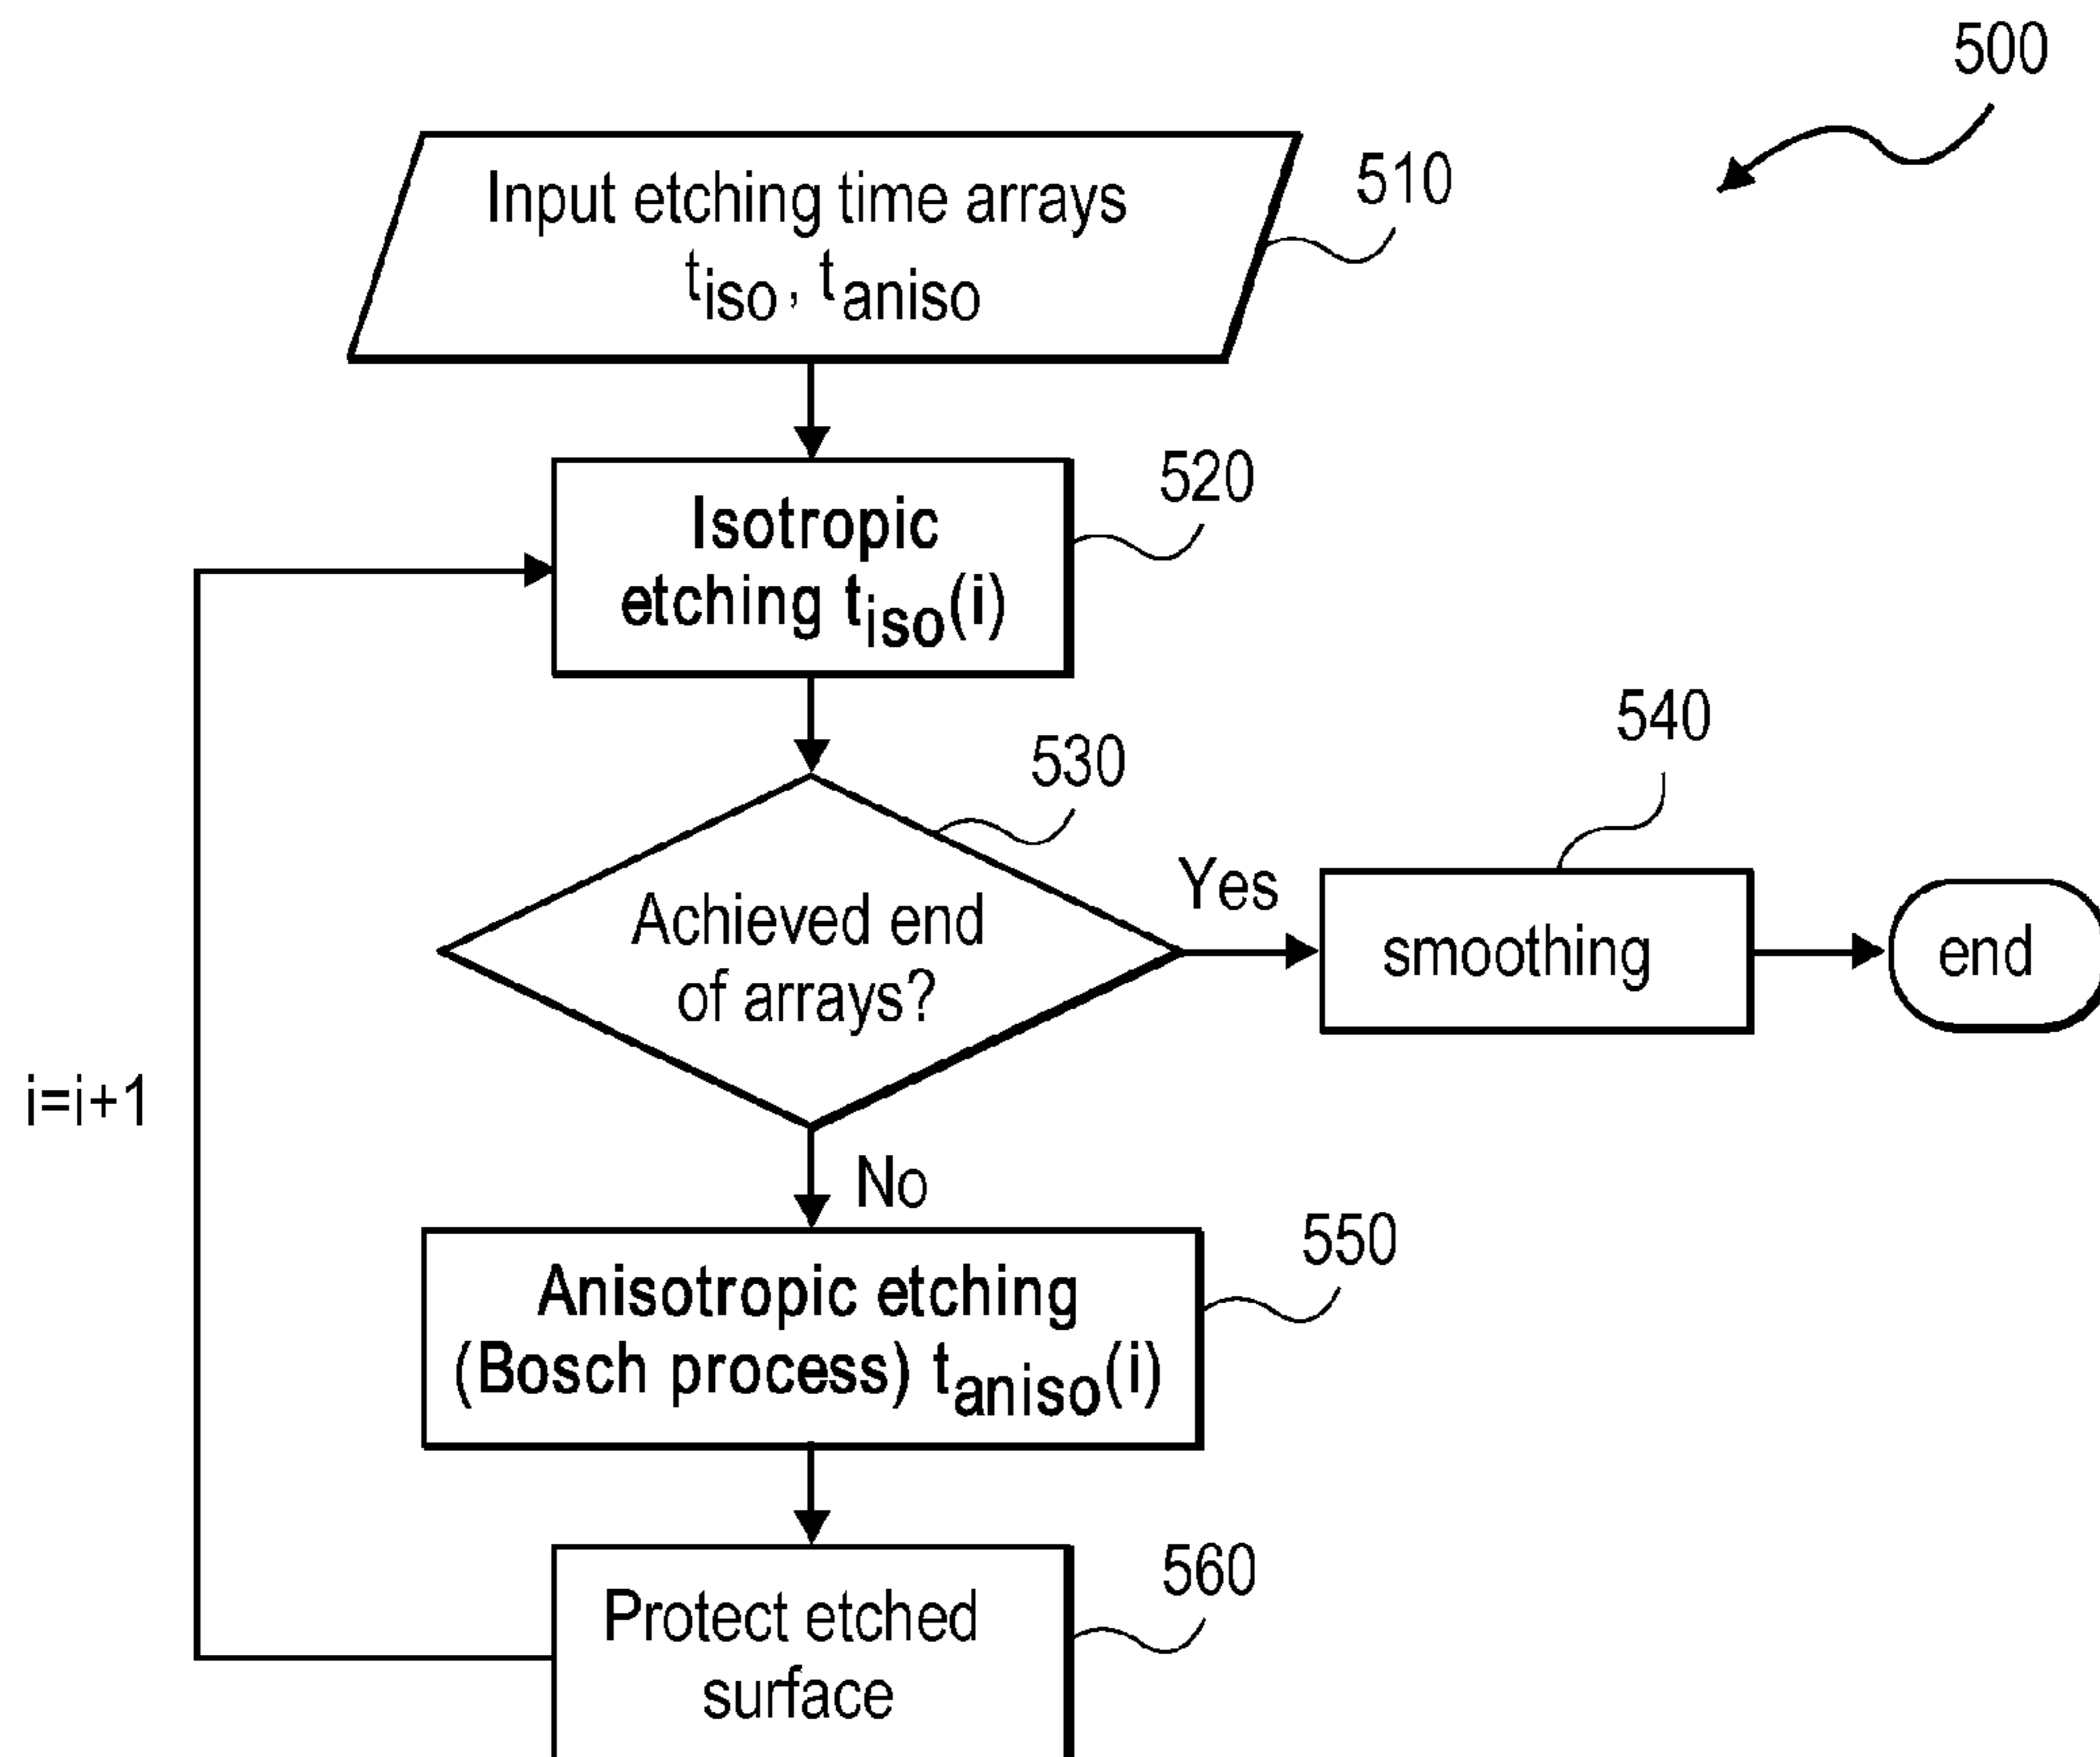 500
510
Input etching time arrays
tiso, taniso
520
Isotropic
etching tiso(i)
530
540
Achieved end
of arrays?
Yes
smoothing
end
i=i+1
No
550
Anisotropic etching
(Bosch process) taniso(i)
560
Protect etched
surface